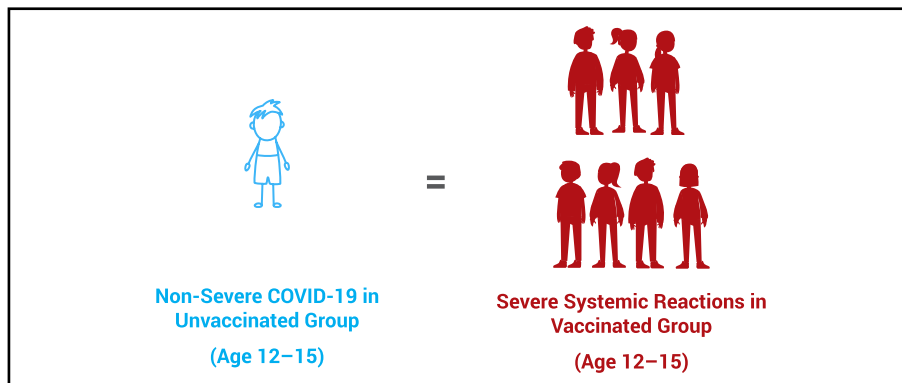 =
Non-Severe COVID-19 in
Unvaccinated Group
(Age 12–15)
Severe Systemic Reactions in
Vaccinated Group
(Age 12–15)